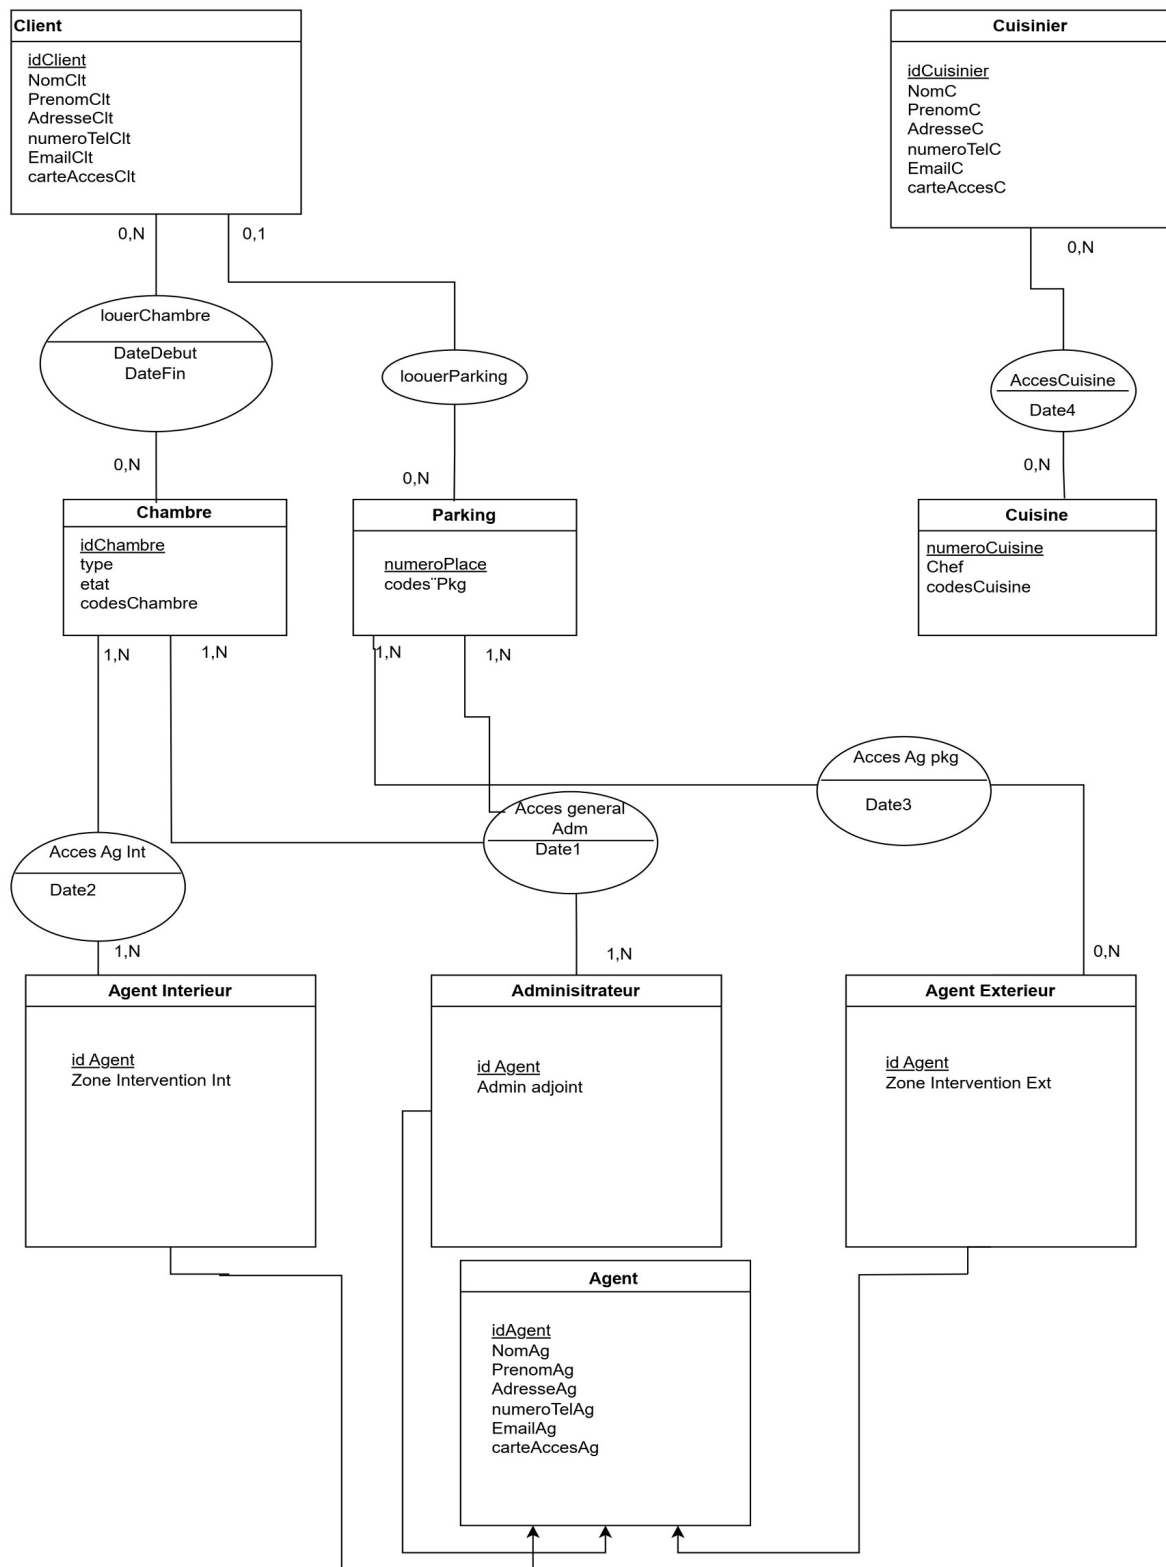 Client
idClient
NomClt
PrenomClt
AdresseClt
numeroTelClt
EmailClt
carteAccesClt
Cuisinier
idCuisinier
NomC
PrenomC
AdresseC
numeroTelC
EmailC
carteAccesC
0,N
0,1
0,N
louerChambre
DateDebut
DateFin
loouerParking
AccesCuisine
Date4
0,N
0,N
0,N
Chambre
idChambre
type
etat
codesChambre
Parking
numeroPlace
codes¨Pkg
Cuisine
numeroCuisine
Chef
codesCuisine
1,N
1,N
1,N
1,N
Acces Ag pkg
Date3
Acces general
Adm
Date1
Acces Ag Int
Date2
1,N
1,N
0,N
Agent Interieur
id Agent
Zone Intervention Int
Adminisitrateur
id Agent
Admin adjoint
Agent Exterieur
id Agent
Zone Intervention Ext
Agent
idAgent
NomAg
PrenomAg
AdresseAg
numeroTelAg
EmailAg
carteAccesAg